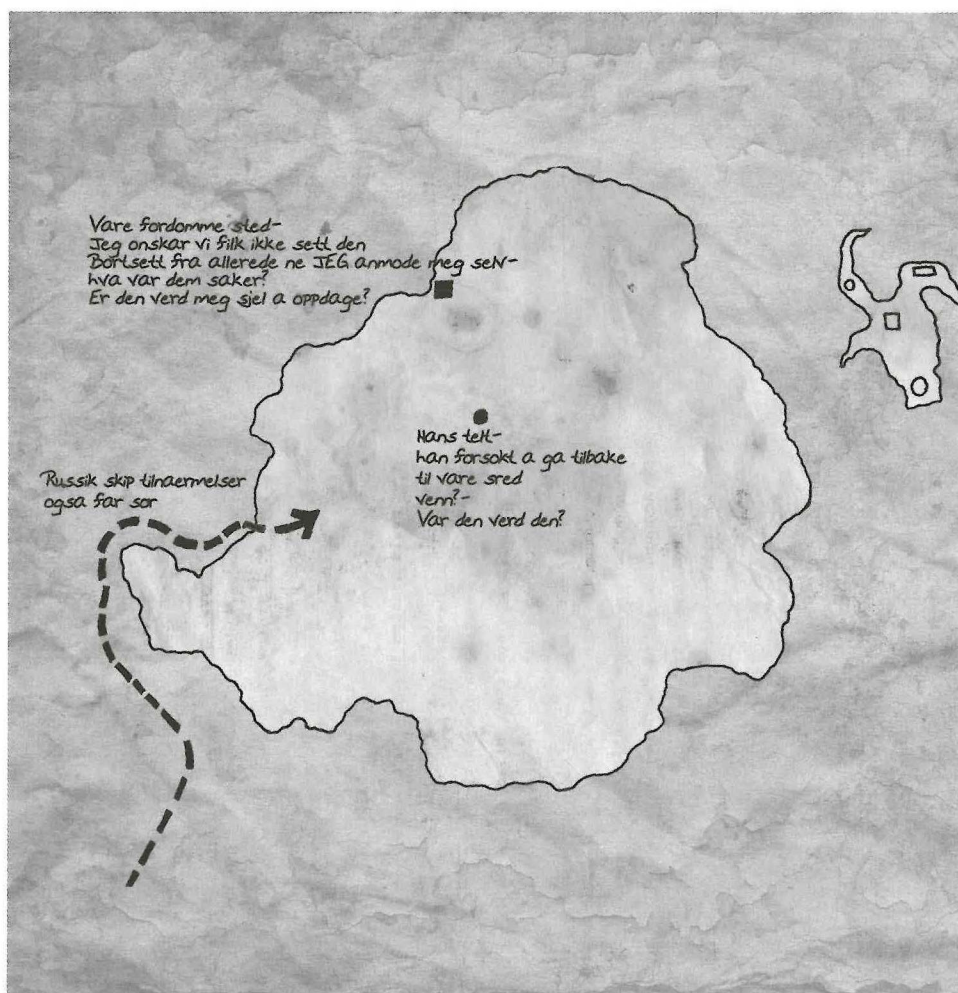 Vare fordomme sted-
Jeg onskar vi filk ikke sett den
Bortsett fra allerede ne JEG anmode meg selv-
hva var dem saker?
Er den verd meg sjel a oppdage?
Hans telt-
han forsokt a ga tilbake
til vare sred
venn?-
Var den verd den?
Russik skip tilnaermelser
ogsa far sor